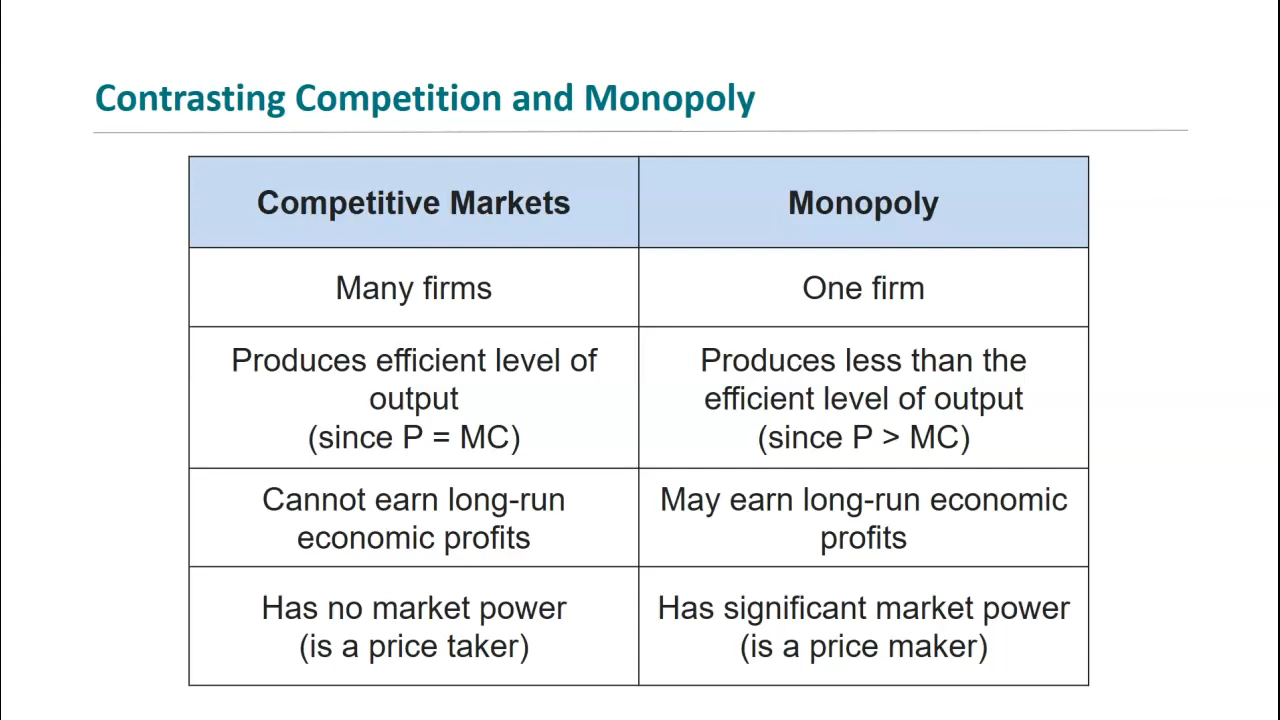 Contrasting Competition and Monopoly
Competitive Markets
Monopoly
Many firms
One firm
Produces efficient level of
output
(since P = MC)
Produces less than the
efficient level of output
(since P > MC)
Cannot earn long-run
economic profits
May earn long-run economic
profits
Has no market power
(is a price taker)
Has significant market power
(is a price maker)